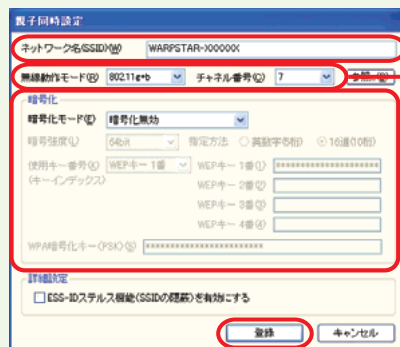 親子同時設定
ネットワーク名(SSID)(W) WARPSTAR-XXXXXX
無線動作モード(R) 802.11g+b チャネル番号(C) 7 参照(Z)
暗号化
暗号化モード(E) 暗号化無効
暗号強度(L) 64bit 指定方法 英数字(5桁) 16進(10桁)
使用キー番号(K) WEPキー 1番 WEPキー 1番(1) ********************
(キーインデックス) WEPキー 2番(2)
WEPキー 3番(3)
WEPキー 4番(4)
WPA暗号化キー(PSK)(S) ************************
詳細設定
ESS-IDステルス機能(SSIDの隠蔽)を有効にする
登録 キャンセル